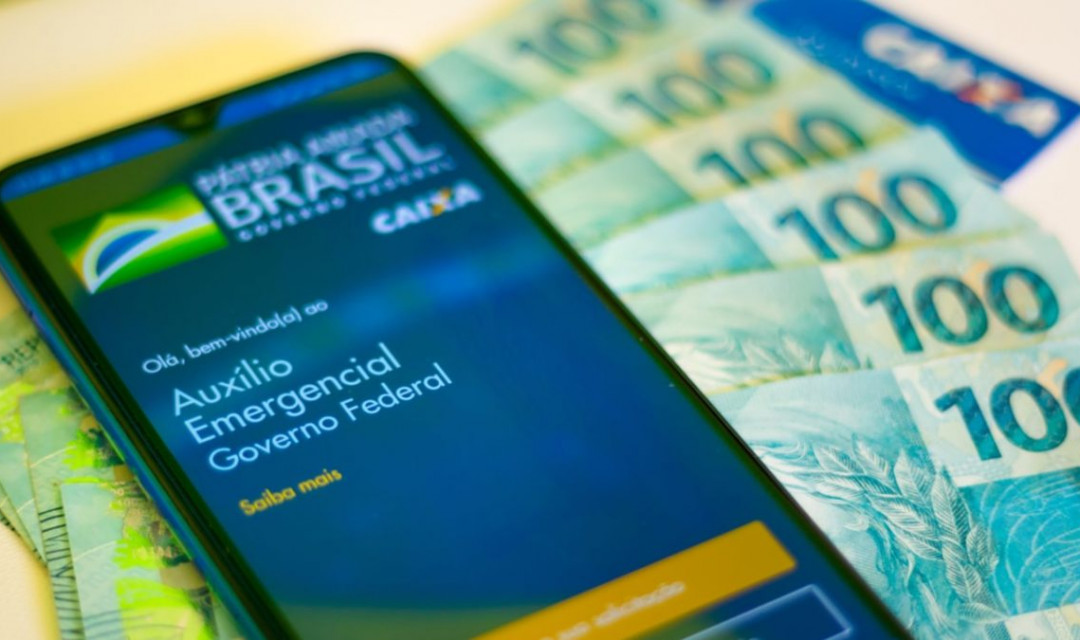 PÁTRIA AMADA
BRASIL
GOVERNO FEDERAL
CAIXA
Olá, bem-vindo(a) ao
Auxílio
Emergencial
Governo Federal
Saiba mais
100
100
100
100
100
100
CAIXA